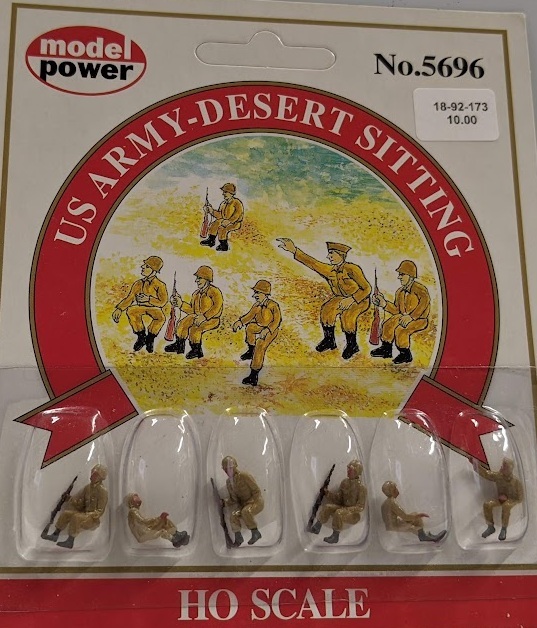 model
power
No.5696
18-92-173
10.00
US ARMY-DESERT SITTING
HO SCALE